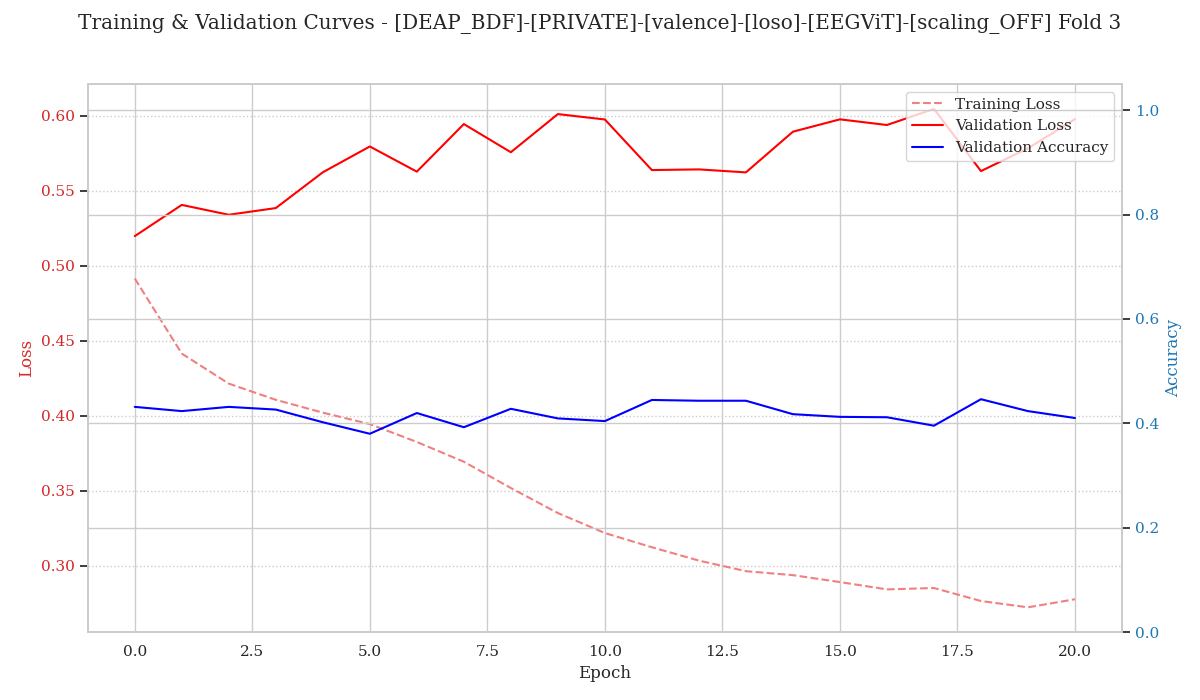 Training & Validation Curves - [DEAP_BDF]-[PRIVATE]-[valence]-[loso]-[EEGViT]-[scaling_OFF] Fold 3
Training Loss
Validation Loss
Validation Accuracy
Loss
0.60
0.55
0.50
0.45
0.40
0.35
0.30
1.0
0.8
0.6
0.4
0.2
0.0
Accuracy
0.0 2.5 5.0 7.5 10.0 12.5 15.0 17.5 20.0
Epoch